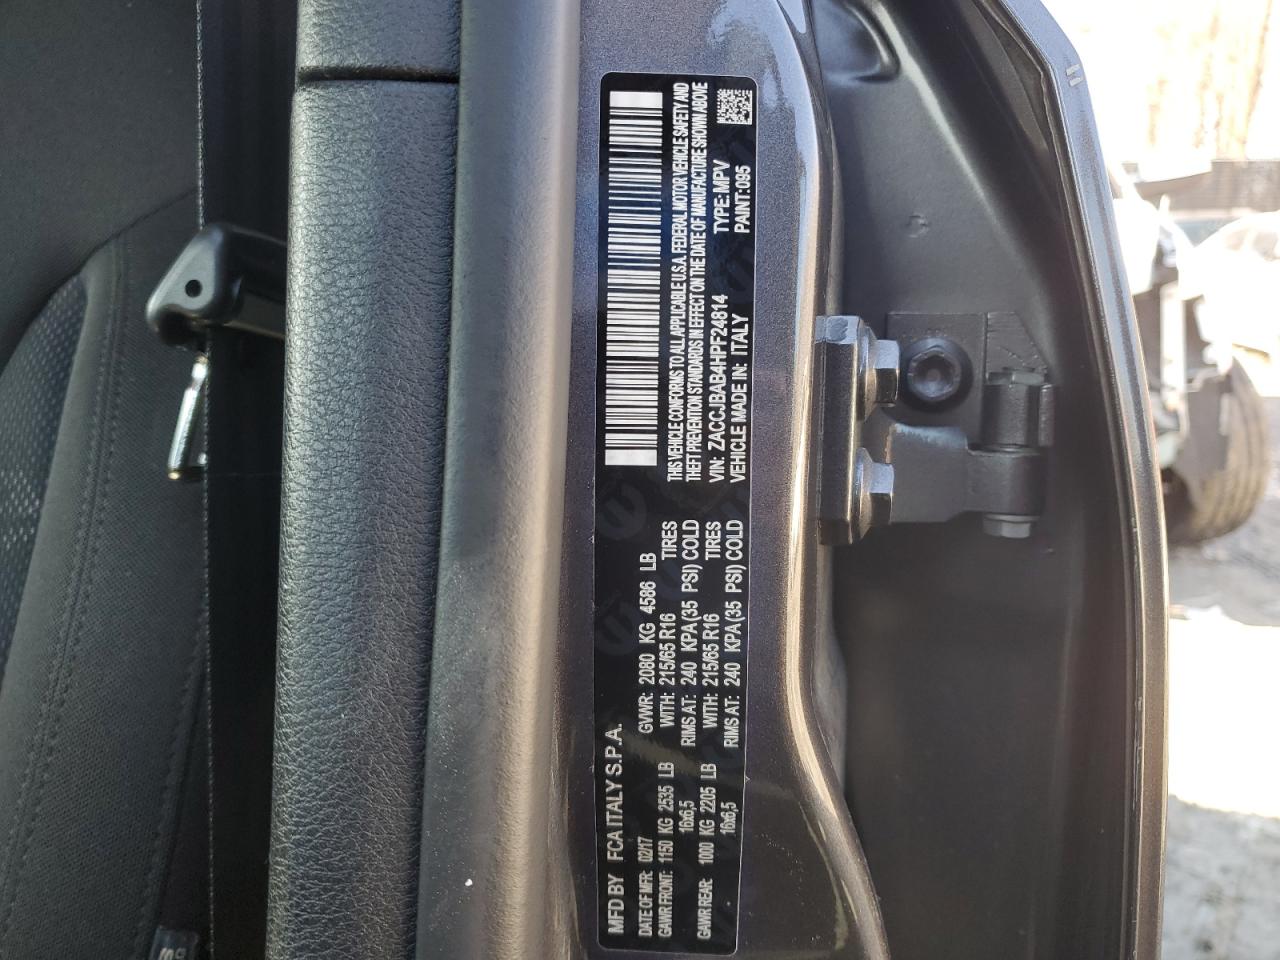 MFD BY FCA ITALY S.P.A.
DATE OF MFR: 02/17 GVWR: 2080 KG 4586 LB
GAWR FRONT: 1150 KG 2535 LB WITH: 215/65 R16 TIRES
16x6,5 RIMS AT: 240 KPA(35 PSI) COLD
GAWR REAR: 1000 KG 2205 LB WITH: 215/65 R16 TIRES
16x6,5 RIMS AT: 240 KPA(35 PSI) COLD
THIS VEHICLE CONFORMS TO ALL APPLICABLE U.S.A. FEDERAL MOTOR VEHICLE SAFETY AND
THEFT PREVENTION STANDARDS IN EFFECT ON THE DATE OF MANUFACTURE SHOWN ABOVE
VIN: ZACCJBAB4HPF24814 TYPE: MPV
VEHICLE MADE IN: ITALY PAINT:095